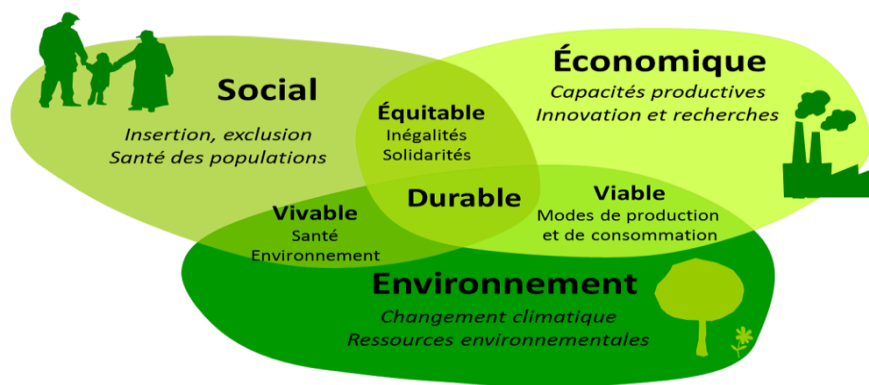 Social
Insertion, exclusion
Santé des populations
Économique
Capacités productives
Innovation et recherches
Équitable
Inégalités
Solidarités
Durable
Vivable
Santé
Environnement
Viable
Modes de production
et de consommation
Environnement
Changement climatique
Ressources environnementales